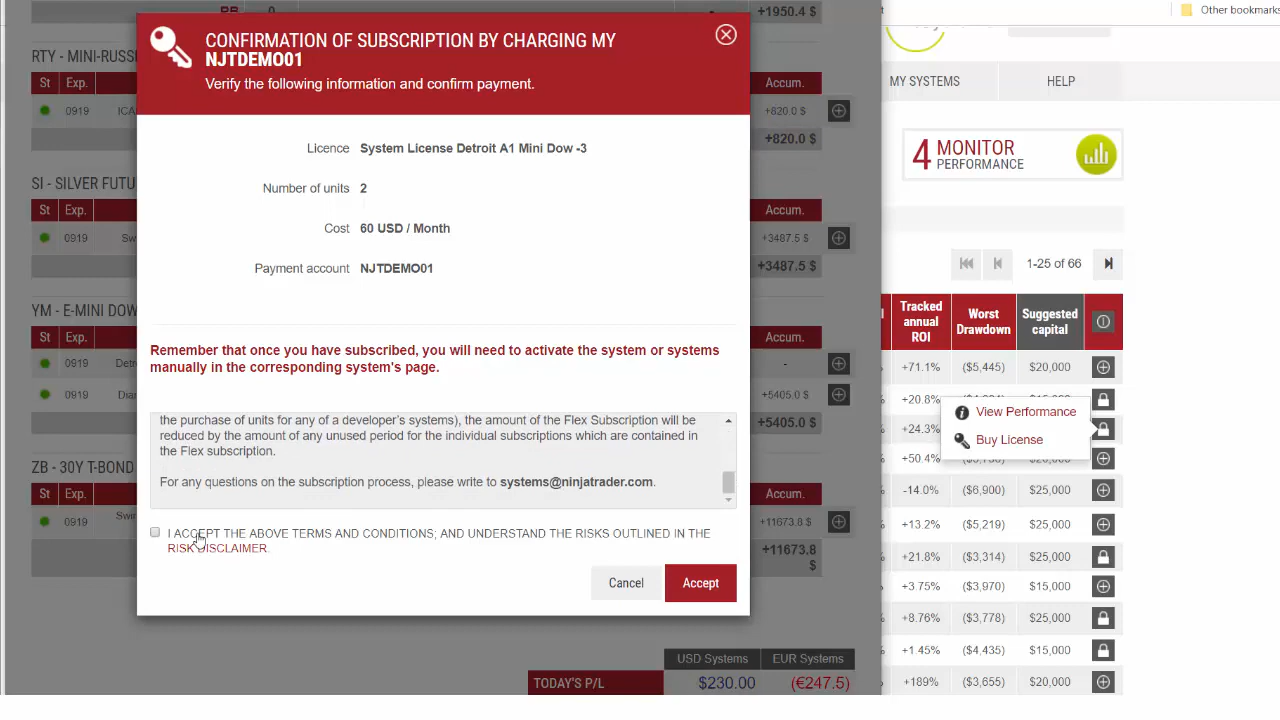 RB 0 - +1950.4 $
Other bookmarks
CONFIRMATION OF SUBSCRIPTION BY CHARGING MY
NJTDEMO01
Verify the following information and confirm payment.
Licence System License Detroit A1 Mini Dow -3
Number of units 2
Cost 60 USD / Month
Payment account NJTDEMO01
Remember that once you have subscribed, you will need to activate the system or systems
manually in the corresponding system's page.
the purchase of units for any of a developer's systems), the amount of the Flex Subscription will be
reduced by the amount of any unused period for the individual subscriptions which are contained in
the Flex subscription.
For any questions on the subscription process, please write to systems@ninjatrader.com.
I ACCEPT THE ABOVE TERMS AND CONDITIONS; AND UNDERSTAND THE RISKS OUTLINED IN THE
RISK DISCLAIMER.
Cancel Accept
RTY - MINI-RUSS
St Exp. Accum.
0919 ICA +820.0 $
+820.0 $
SI - SILVER FUTU
St Exp. Accum.
0919 Sw +3487.5 $
+3487.5 $
YM - E-MINI DOW
St Exp. Accum.
0919 Detr -
0919 Dia +5405.0 $
+5405.0 $
ZB - 30Y T-BOND
St Exp. Accum.
0919 Swi +11673.8 $
+11673.8
$
USD Systems EUR Systems
TODAY'S P/L $230.00 (€247.5)
MY SYSTEMS HELP
4 MONITOR
PERFORMANCE
1-25 of 66
Tracked
annual
ROI
Worst
Drawdown
Suggested
capital
+71.1% ($5,445) $20,000
+20.8%
+24.3%
View Performance
Buy License
+50.4%
-14.0% ($6,900) $25,000
+13.2% ($5,219) $25,000
+21.8% ($3,314) $25,000
+3.75% ($3,970) $15,000
+8.76% ($3,778) $25,000
+1.45% ($4,435) $15,000
+189% ($3,655) $20,000